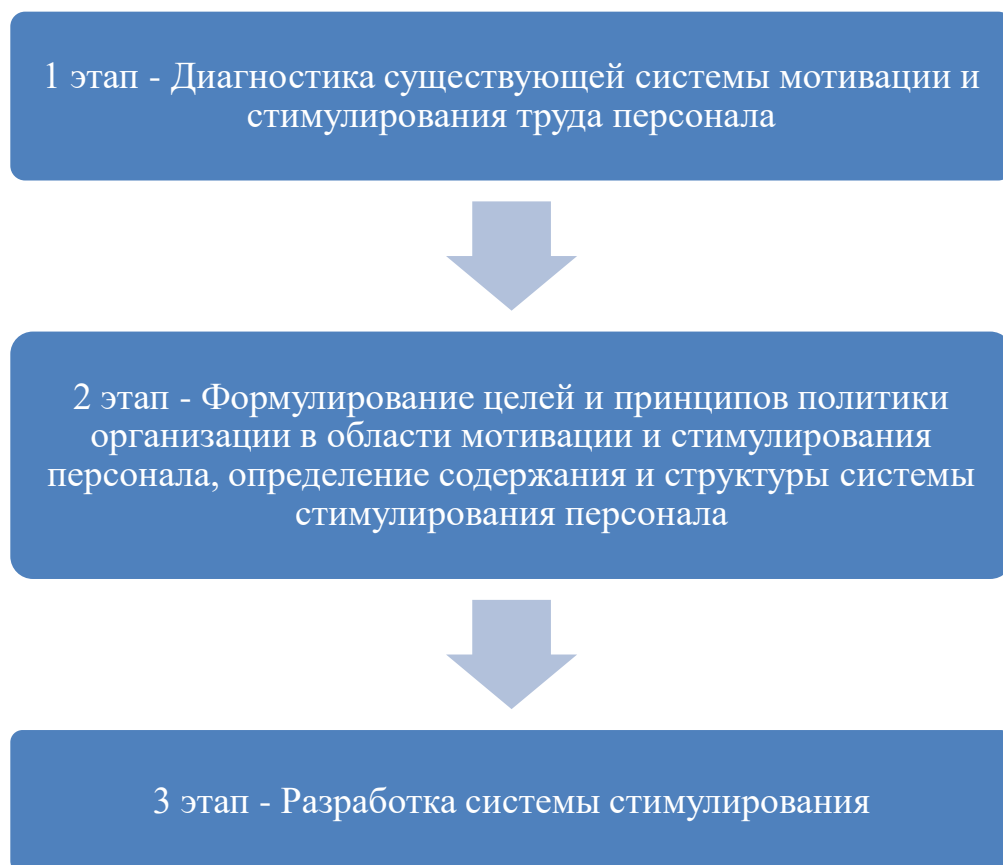 1 этап - Диагностика существующей системы мотивации и
стимулирования труда персонала
2 этап - Формулирование целей и принципов политики
организации в области мотивации и стимулирования
персонала, определение содержания и структуры системы
стимулирования персонала
3 этап - Разработка системы стимулирования